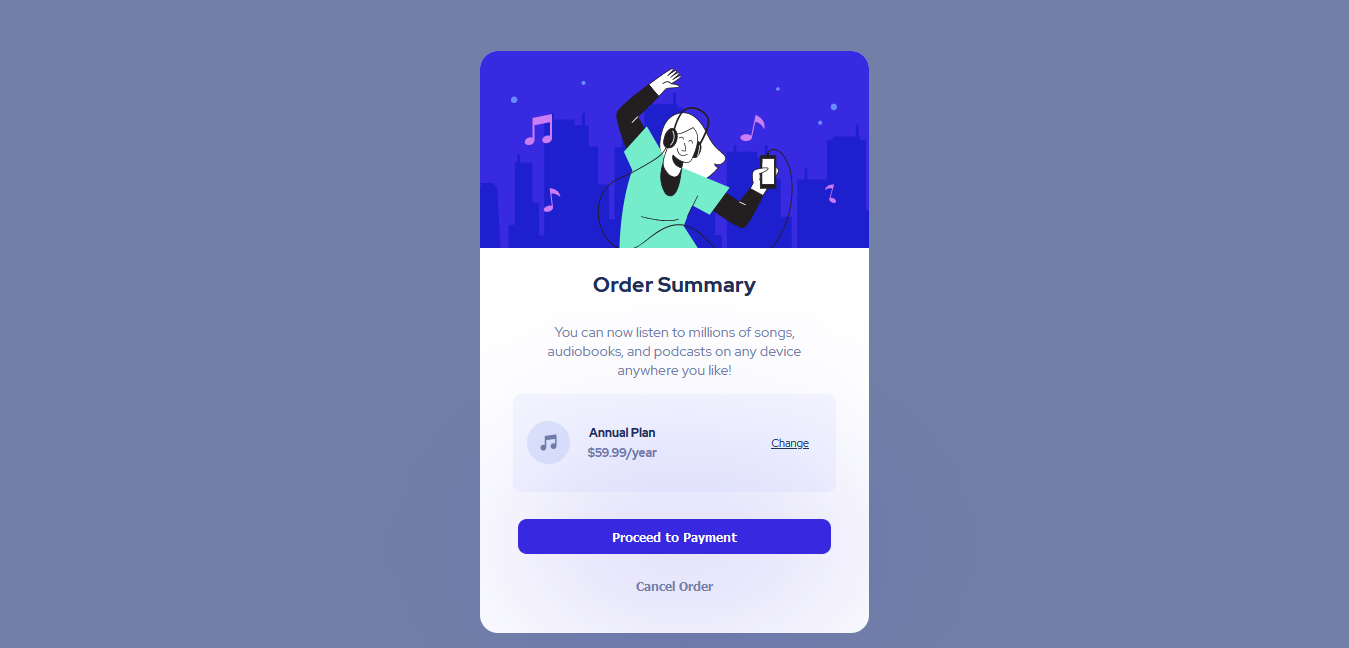 Order Summary
You can now listen to millions of songs,
audiobooks, and podcasts on any device
anywhere you like!
Annual Plan
$59.99/year
Change
Proceed to Payment
Cancel Order